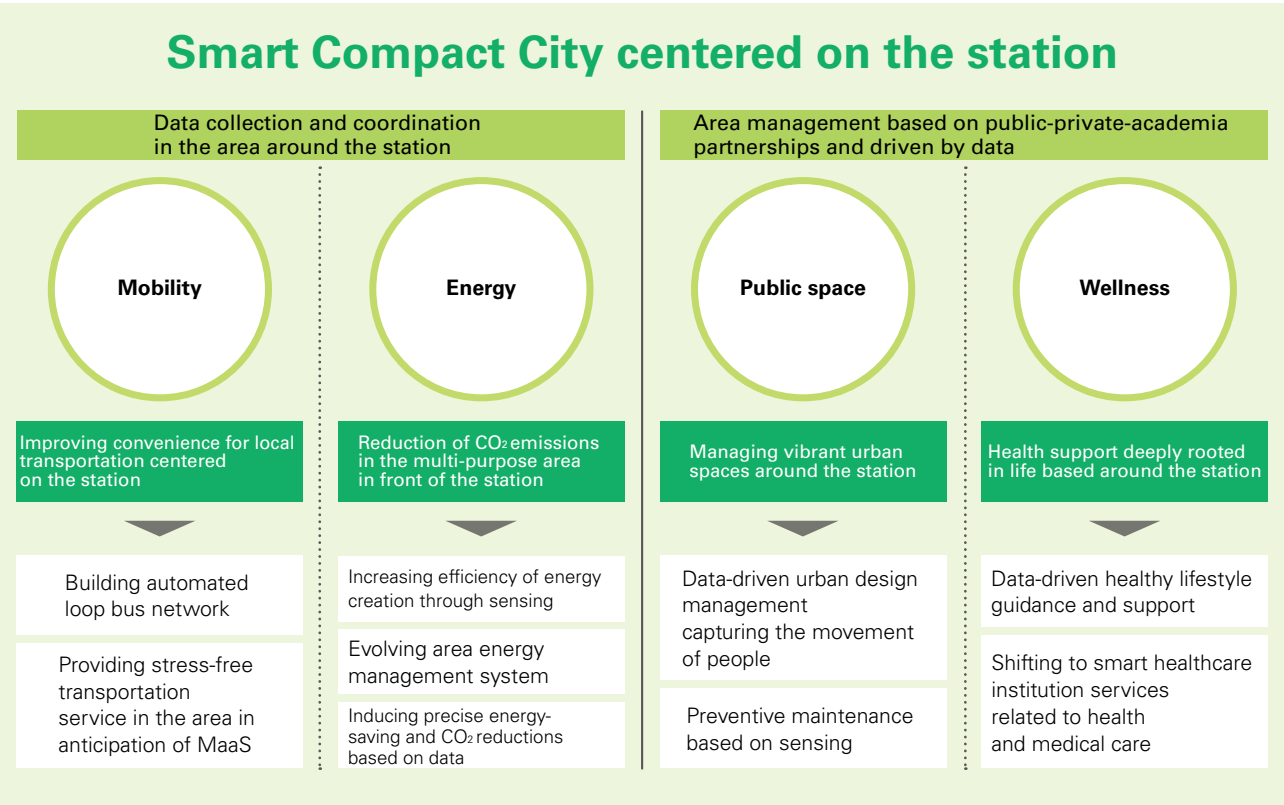 Smart Compact City centered on the station
Data collection and coordination
in the area around the station
Area management based on public-private-academia
partnerships and driven by data
Mobility
Energy
Public space
Wellness
Improving convenience for local
transportation centered
on the station
Reduction of CO₂ emissions
in the multi-purpose area
in front of the station
Managing vibrant urban
spaces around the station
Health support deeply rooted
in life based around the station
Building automated
loop bus network
Providing stress-free
transportation
service in the area in
anticipation of MaaS
Increasing efficiency of energy
creation through sensing
Evolving area energy
management system
Inducing precise energy-
saving and CO₂ reductions
based on data
Data-driven urban design
management
capturing the movement
of people
Preventive maintenance
based on sensing
Data-driven healthy lifestyle
guidance and support
Shifting to smart healthcare
institution services
related to health
and medical care